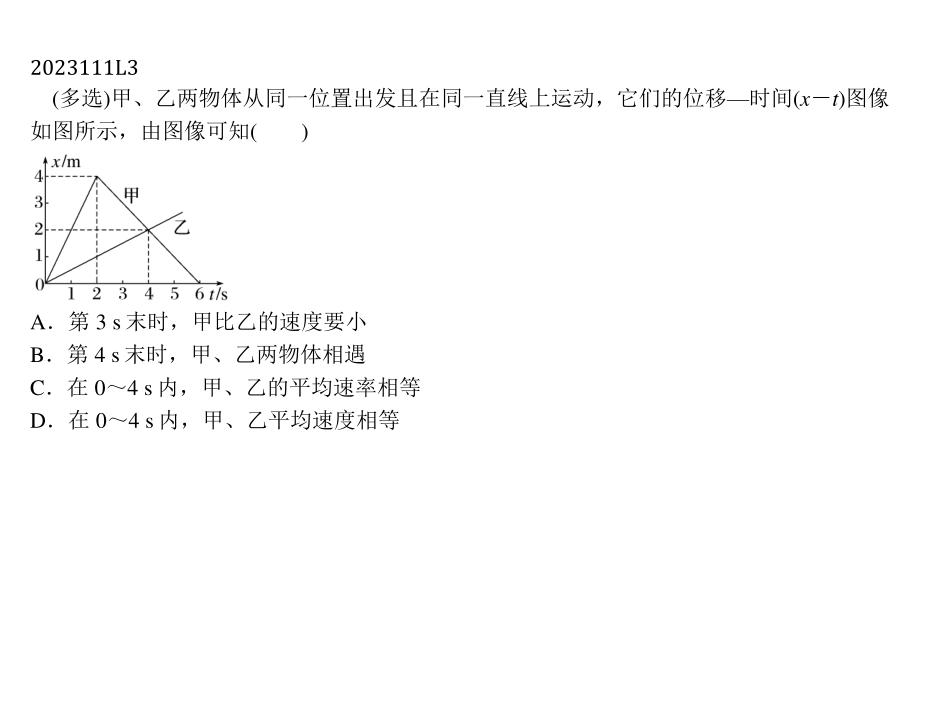 2023111L3
(多选)甲、乙两物体从同一位置出发且在同一直线上运动，它们的位移—时间(x－t)图像
如图所示，由图像可知(　　)
x/m
4
3
甲
2
乙
1
0
1 2 3 4 5 6 t/s
A．第 3 s 末时，甲比乙的速度要小
B．第 4 s 末时，甲、乙两物体相遇
C．在 0～4 s 内，甲、乙的平均速率相等
D．在 0～4 s 内，甲、乙平均速度相等